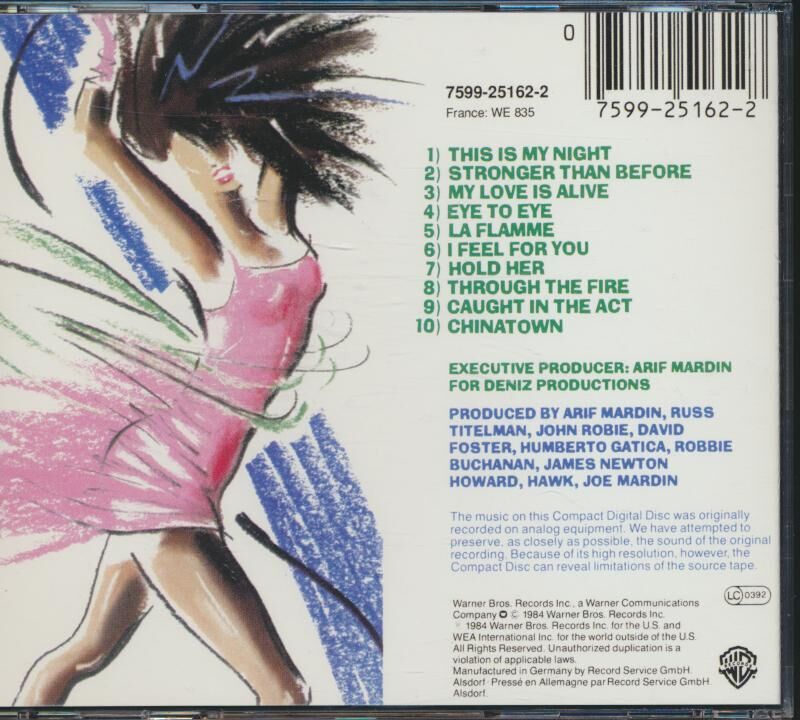 0
7599-25162-2
7599-25162-2
France: WE 835
1) THIS IS MY NIGHT
2) STRONGER THAN BEFORE
3) MY LOVE IS ALIVE
4) EYE TO EYE
5) LA FLAMME
6) I FEEL FOR YOU
7) HOLD HER
8) THROUGH THE FIRE
9) CAUGHT IN THE ACT
10) CHINATOWN
EXECUTIVE PRODUCER: ARIF MARDIN
FOR DENIZ PRODUCTIONS
PRODUCED BY ARIF MARDIN, RUSS
TITELMAN, JOHN ROBIE, DAVID
FOSTER, HUMBERTO GATICA, ROBBIE
BUCHANAN, JAMES NEWTON
HOWARD, HAWK, JOE MARDIN
The music on this Compact Digital Disc was originally
recorded on analog equipment. We have attempted to
preserve, as closely as possible, the sound of the original
recording. Because of its high resolution, however, the
Compact Disc can reveal limitations of the source tape.
LC 0392
Warner Bros. Records Inc., a Warner Communications
Company © 1984 Warner Bros. Records Inc.
1984 Warner Bros. Records Inc. for the U.S. and
WEA International Inc. for the world outside of the U.S.
All Rights Reserved. Unauthorized duplication is a
violation of applicable laws.
Manufactured in Germany by Record Service GmbH.
Alsdorf · Pressé en Allemagne par Record Service GmbH.
Alsdorf.
WB
RECORDS